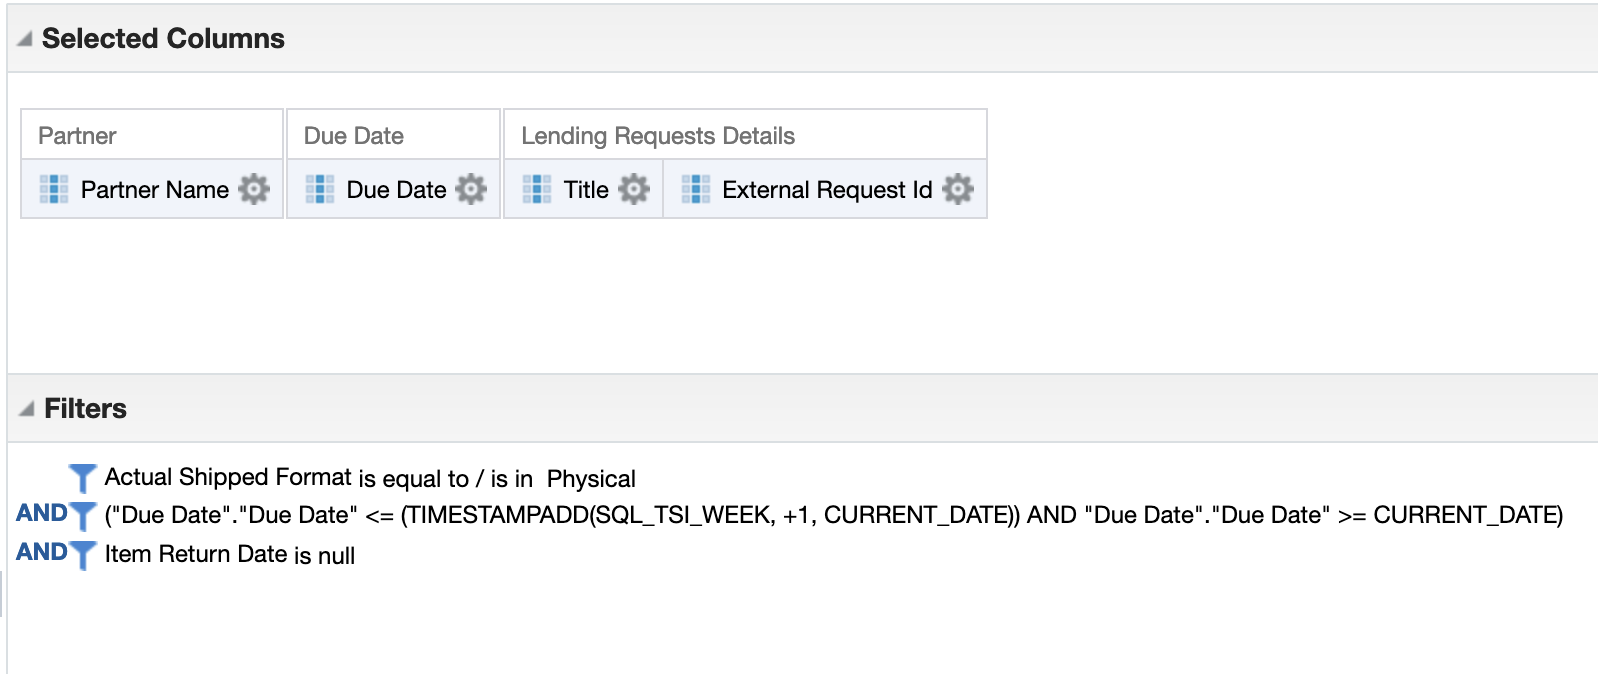 Selected Columns
Partner
Due Date
Lending Requests Details
Partner Name
Due Date
Title
External Request Id
Filters
Actual Shipped Format is equal to / is in Physical
AND ("Due Date"."Due Date" <= (TIMESTAMPADD(SQL_TSI_WEEK, +1, CURRENT_DATE)) AND "Due Date"."Due Date" >= CURRENT_DATE)
AND Item Return Date is null